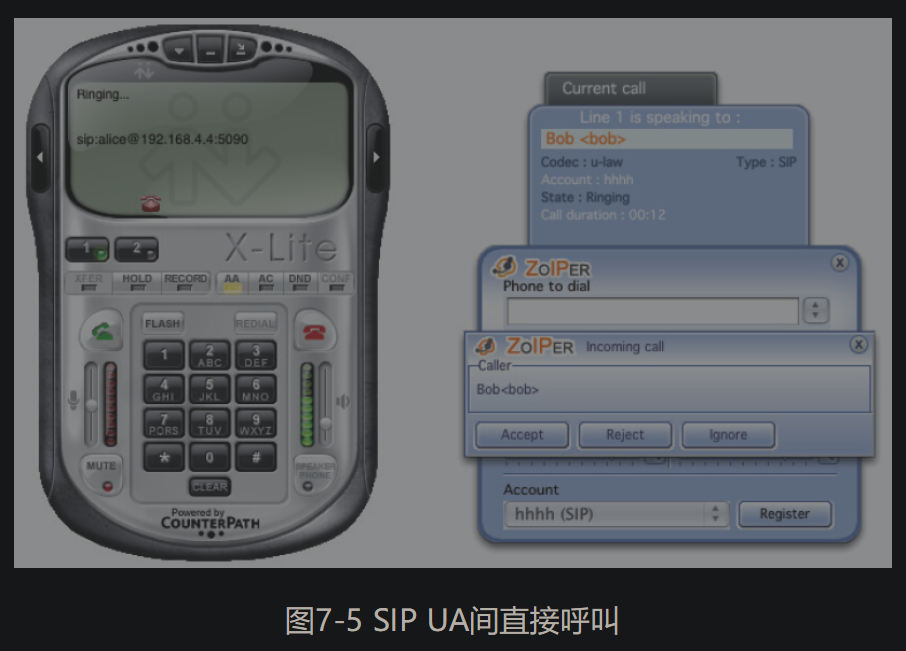 Ringing...
sip:alice@192.168.4.4:5090
1 2
X-Lite
XFER HOLD RECORD AA AC DND CONF
FLASH REDIAL
1 2 ABC 3 DEF
4 GHI 5 JKL 6 MNO
7 PQRS 8 TUV 9 WXYZ
* 0 #
MUTE
SPEAKER PHONE
CLEAR
Powered by
COUNTERPATH
Current call
Line 1 is speaking to :
Bob <bob>
Codec : u-law Type : SIP
Account : hhhh
State : Ringing
Call duration : 00:12
ZOIPER
Phone to dial
ZOIPER Incoming call
Caller
Bob<bob>
Accept Reject Ignore
Account
hhhh (SIP) Register
图7-5 SIP UA间直接呼叫